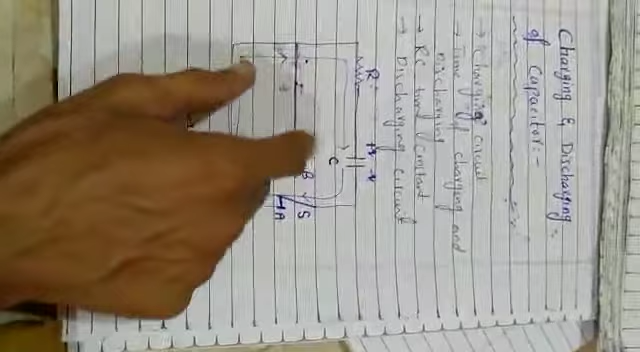 Charging & Discharging:-
of Capacitor:-
→ Charging circuit
→ Time of charging and
Discharging
→ RC time constant
→ Discharging circuit
R
C
B
S
A